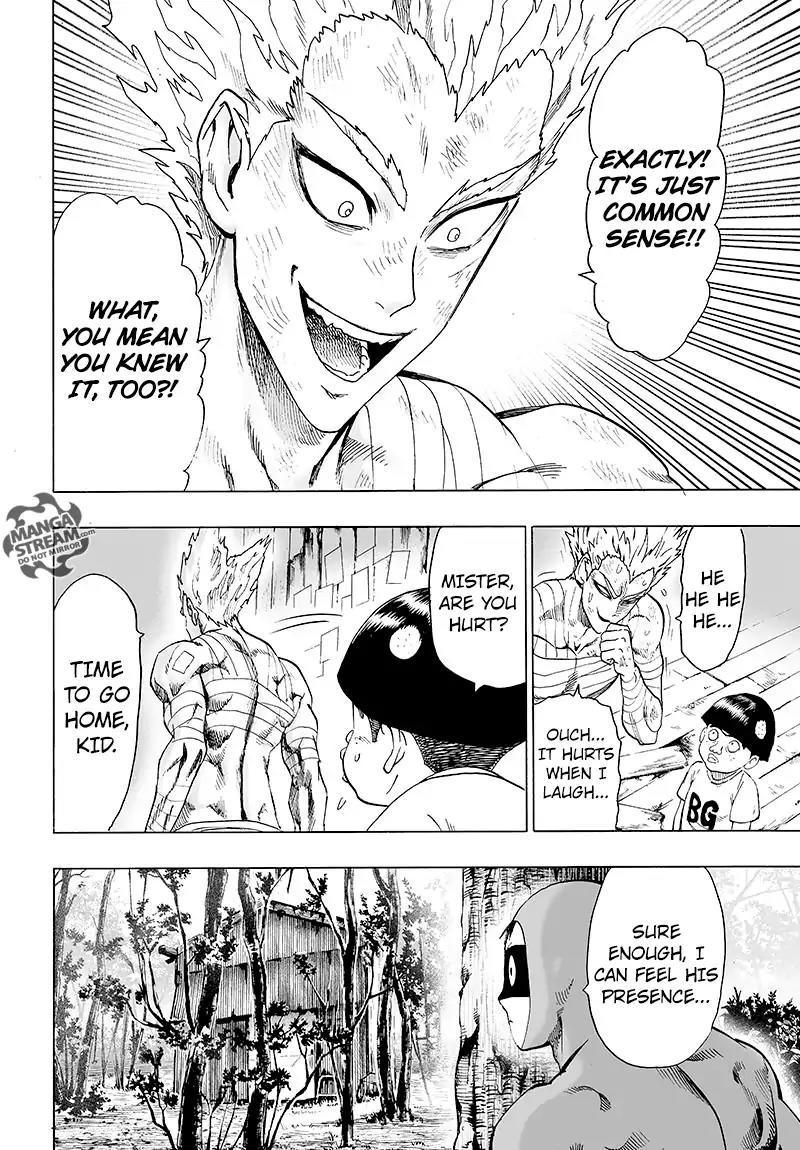 EXACTLY!
IT'S JUST
COMMON
SENSE!!
WHAT,
YOU MEAN
YOU KNEW
IT, TOO?!
HE
HE HE HE
HE...
OUCH...
IT HURTS
WHEN I
LAUGH...
BG
MISTER,
ARE YOU
HURT?
TIME
TO GO
HOME,
KID.
MANGA
STREAM
DO NOT MIRROR
SURE
ENOUGH, I
CAN FEEL HIS
PRESENCE...